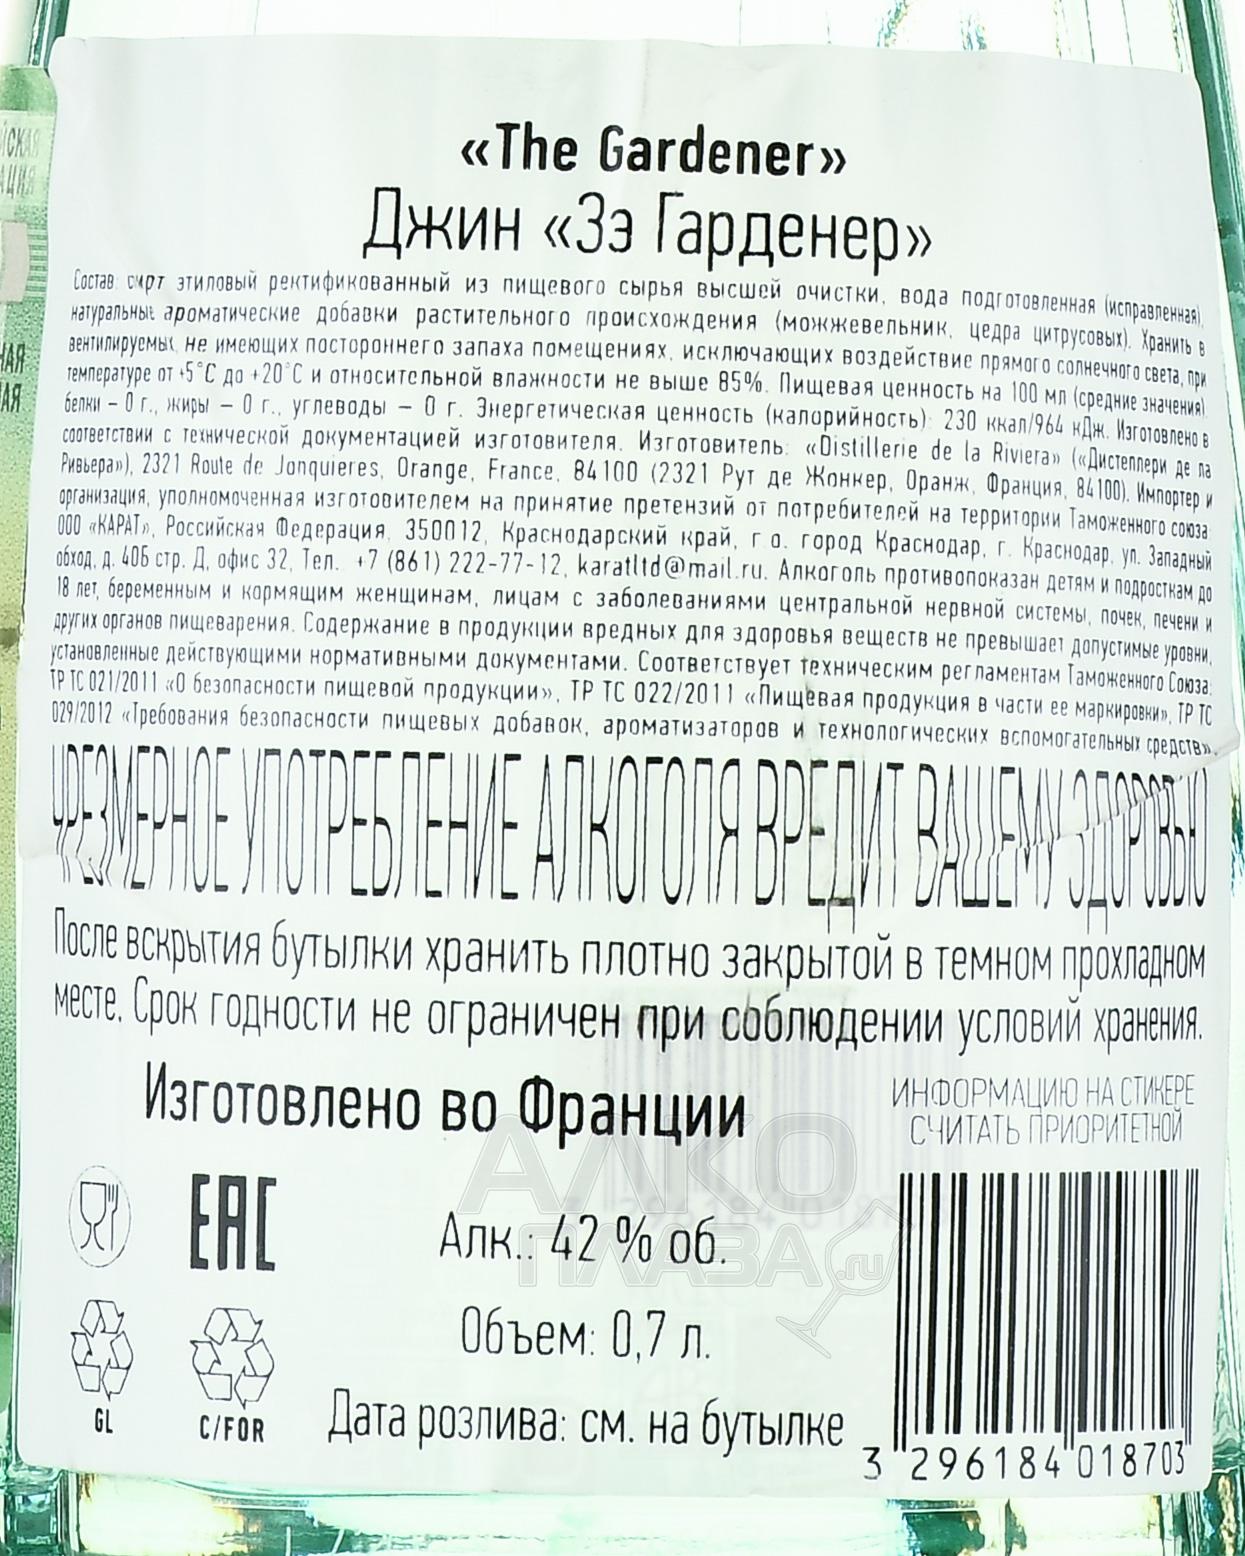 «The Gardener»
Джин «Зэ Гарденер»
Состав: спирт этиловый ректификованный из пищевого сырья высшей очистки, вода подготовленная (исправленная),
натуральные ароматические добавки растительного происхождения (можжевельник, цедра цитрусовых). Хранить в
вентилируемых, не имеющих постороннего запаха помещениях, исключающих воздействие прямого солнечного света, при
температуре от +5°С до +20°С и относительной влажности не выше 85%. Пищевая ценность на 100 мл (средние значения):
белки – 0 г., жиры – 0 г., углеводы – 0 г. Энергетическая ценность (калорийность): 230 ккал/964 кДж. Изготовлено в
соответствии с технической документацией изготовителя. Изготовитель: «Distillerie de la Riviera» («Дистеллери де ла
Ривьера»), 2321 Route de Jonquieres, Orange, France, 84100 (2321 Рут де Жонкер, Оранж, Франция, 84100). Импортер и
организация, уполномоченная изготовителем на принятие претензий от потребителей на территории Таможенного союза:
ООО «КАРАТ», Российская Федерация, 350012, Краснодарский край, г.о. город Краснодар, г. Краснодар, ул. Западный
обход, д. 40Б стр. Д, офис 32, Тел. +7 (861) 222-77-12, karatltd@mail.ru. Алкоголь противопоказан детям и подросткам до
18 лет, беременным и кормящим женщинам, лицам с заболеваниями центральной нервной системы, почек, печени и
других органов пищеварения. Содержание в продукции вредных для здоровья веществ не превышает допустимые уровни,
установленные действующими нормативными документами. Соответствует техническим регламентам Таможенного Союза:
ТР ТС 021/2011 «О безопасности пищевой продукции», ТР ТС 022/2011 «Пищевая продукция в части ее маркировки», ТР ТС
029/2012 «Требования безопасности пищевых добавок, ароматизаторов и технологических вспомогательных средств».
ЧРЕЗМЕРНОЕ УПОТРЕБЛЕНИЕ АЛКОГОЛЯ ВРЕДИТ ВАШЕМУ ЗДОРОВЬЮ
После вскрытия бутылки хранить плотно закрытой в темном прохладном
месте. Срок годности не ограничен при соблюдении условий хранения.
Изготовлено во Франции
ИНФОРМАЦИЮ НА СТИКЕРЕ
СЧИТАТЬ ПРИОРИТЕТНОЙ
EAC
Алк.: 42 % об.
Объем: 0,7 л.
GL
C/FOR
Дата розлива: см. на бутылке
3 296184 018703
АЛКО
ПЛАЗА.ru